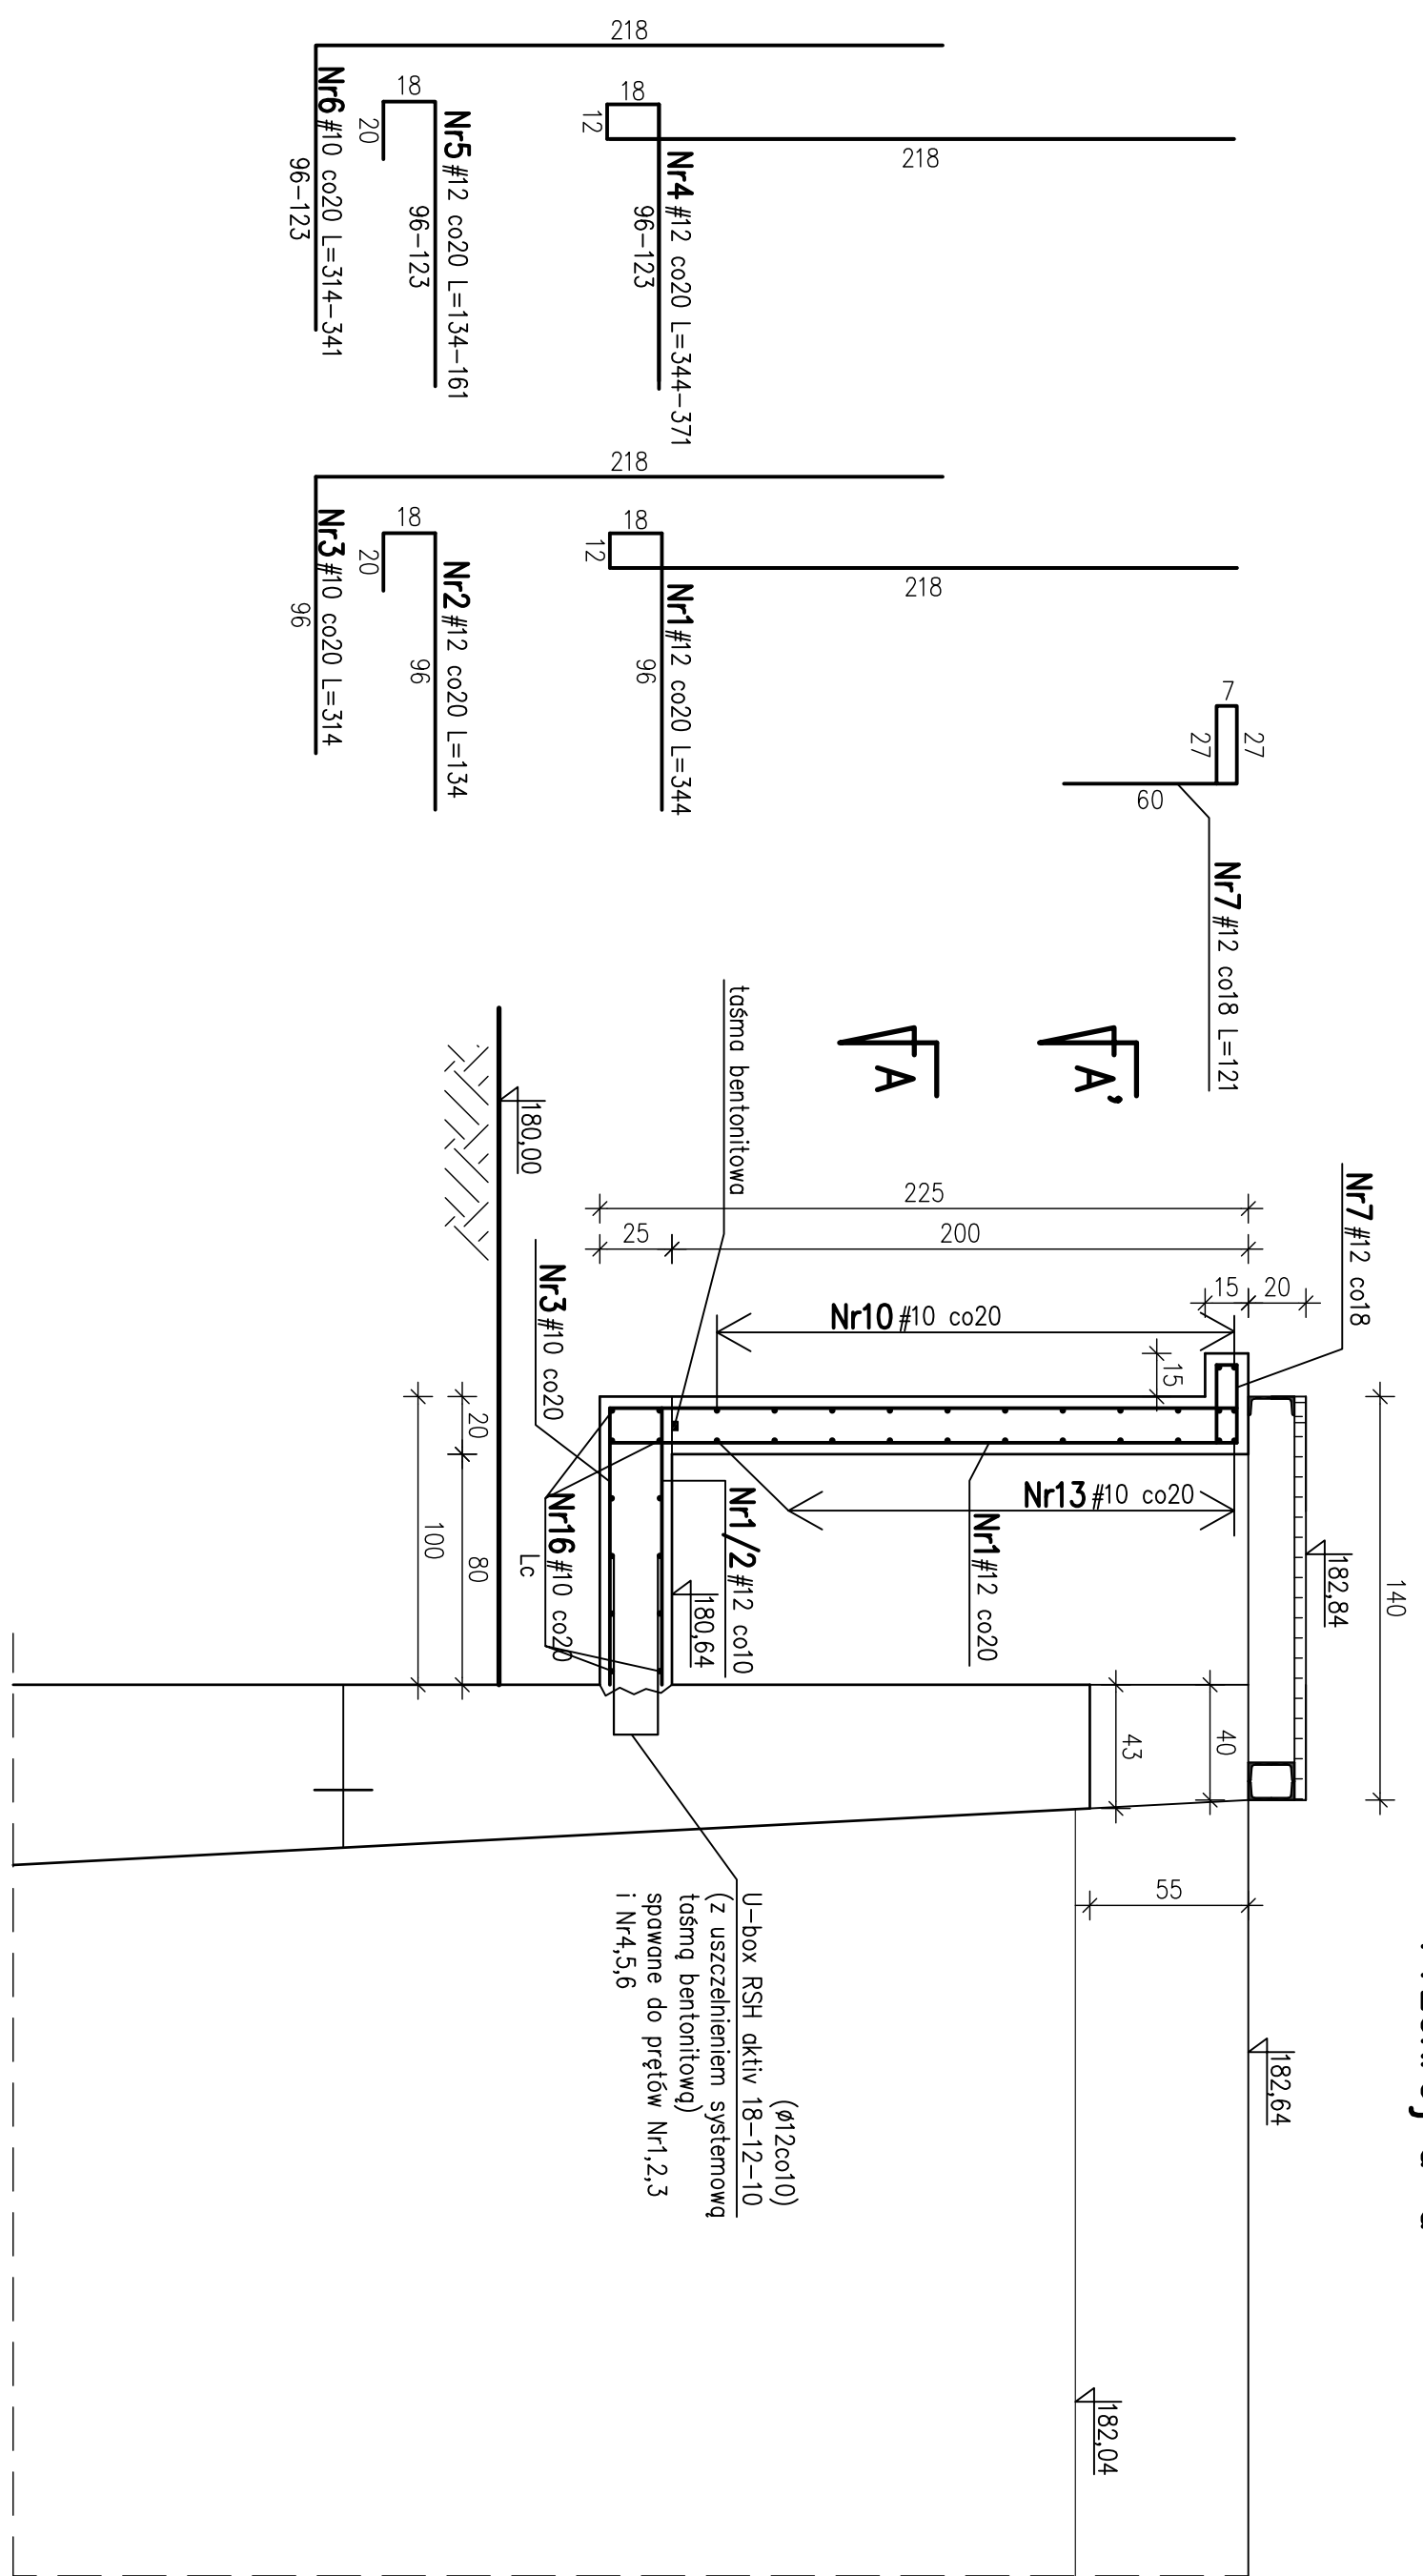 218
Nr6 #10 co20 L=314-341
96-123
18
20
Nr5 #12 co20 L=134-161
96-123
18
12
218
Nr4 #12 co20 L=344-371
96-123
218
Nr3 #10 co20 L=314
96
18
20
Nr2 #12 co20 L=134
96
18
12
218
Nr1 #12 co20 L=344
96
7
27
27
60
Nr7 #12 co18 L=121
A
A'
taśma bentonitowa
180,00
225
25
200
15
20
15
Nr7 #12 co18
Nr10 #10 co20
Nr3 #10 co20
Nr13 #10 co20
Nr1 #12 co20
Nr1/2 #12 co10
Nr16 #10 co20
Lc
20
80
100
180,64
182,84
140
43
40
55
(ø12co10)
U-box RSH aktiv 18-12-10
(z uszczelnieniem systemową
taśmą bentonitową)
spawane do prętów Nr1,2,3
i Nr4,5,6
182,64
182,04